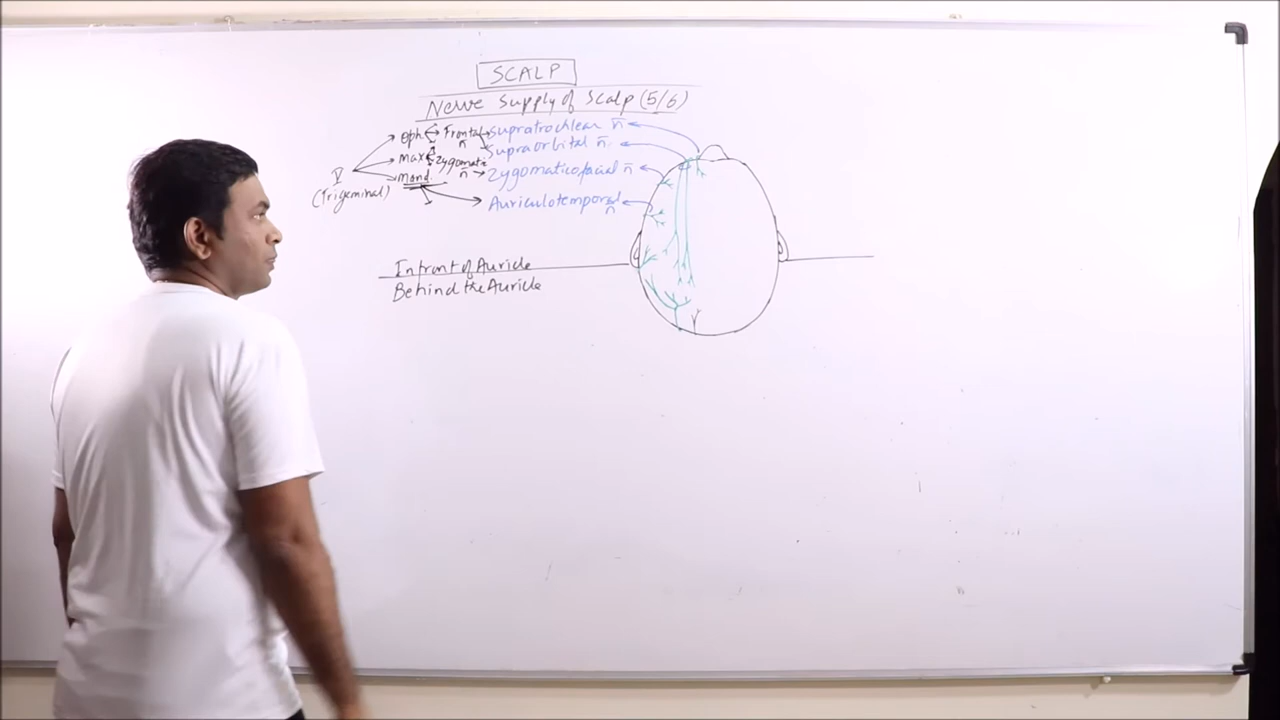 SCALP
Nerve Supply of Scalp (5/6)
Oph. Frontal n̄ Supratrochlear n̄
Supraorbital n̄.
max Zygomatic n̄ Zygomaticofacial n̄
V mand.
(Trigeminal) Auriculotemporal n̄
Infront of Auricle
Behind the Auricle